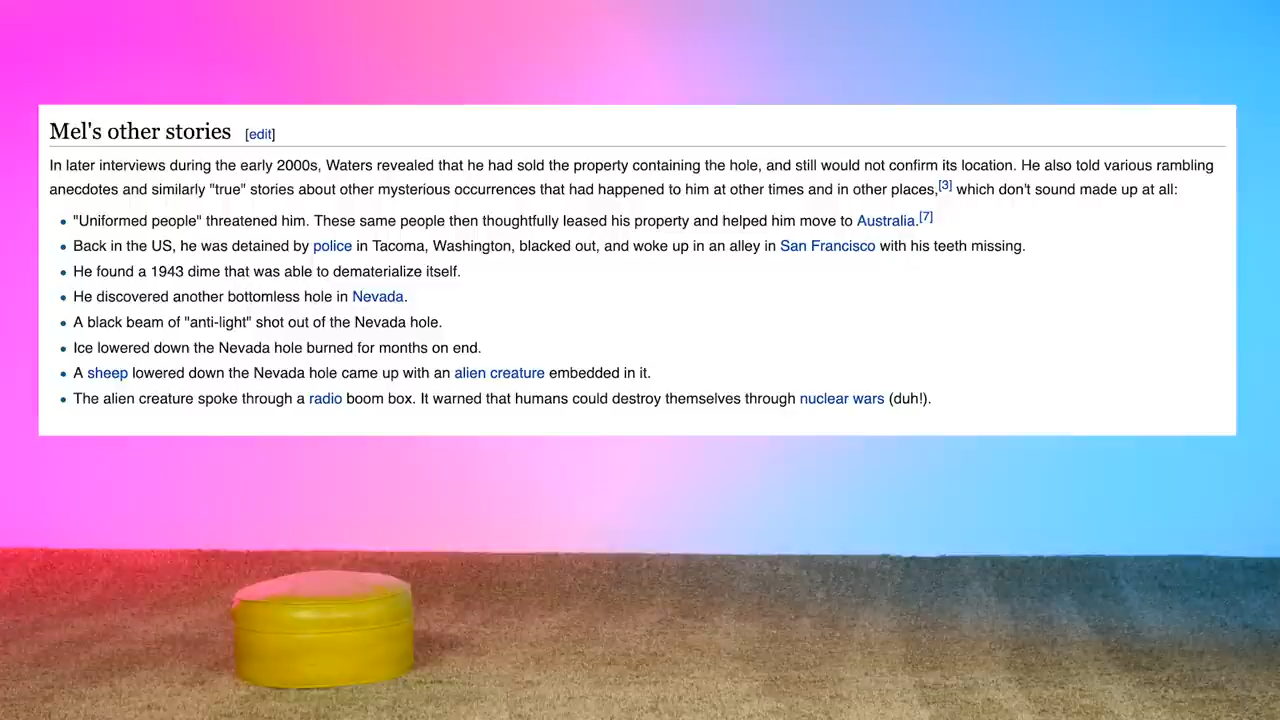 Mel's other stories [edit]
In later interviews during the early 2000s, Waters revealed that he had sold the property containing the hole, and still would not confirm its location. He also told various rambling
anecdotes and similarly "true" stories about other mysterious occurrences that had happened to him at other times and in other places,[3] which don't sound made up at all:
• "Uniformed people" threatened him. These same people then thoughtfully leased his property and helped him move to Australia.[7]
• Back in the US, he was detained by police in Tacoma, Washington, blacked out, and woke up in an alley in San Francisco with his teeth missing.
• He found a 1943 dime that was able to dematerialize itself.
• He discovered another bottomless hole in Nevada.
• A black beam of "anti-light" shot out of the Nevada hole.
• Ice lowered down the Nevada hole burned for months on end.
• A sheep lowered down the Nevada hole came up with an alien creature embedded in it.
• The alien creature spoke through a radio boom box. It warned that humans could destroy themselves through nuclear wars (duh!).